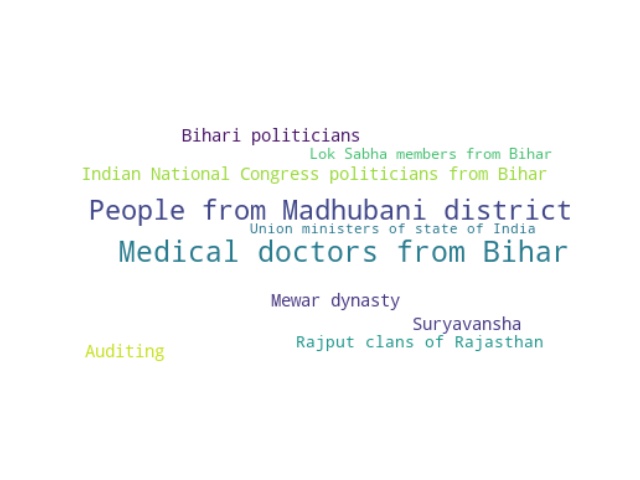 Bihari politicians
Lok Sabha members from Bihar
Indian National Congress politicians from Bihar
People from Madhubani district
Union ministers of state of India
Medical doctors from Bihar
Mewar dynasty
Suryavansha
Rajput clans of Rajasthan
Auditing